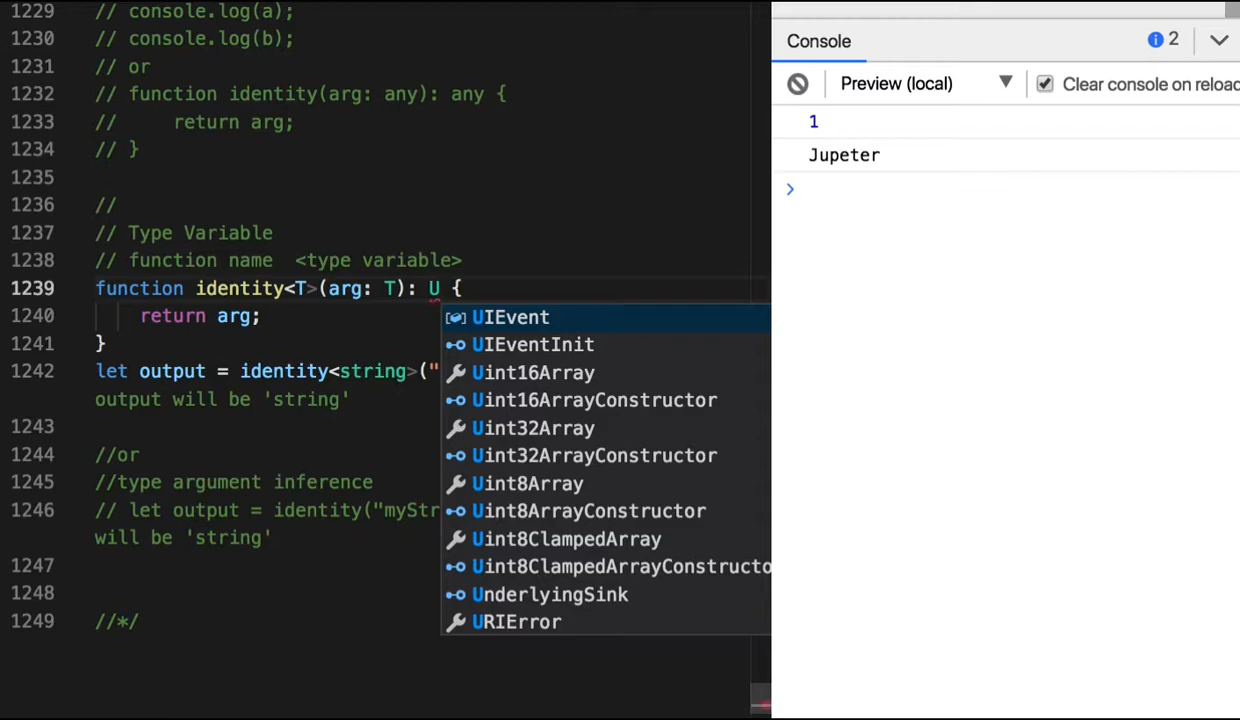 1229 // console.log(a);
1230 // console.log(b);
1231 // or
1232 // function identity(arg: any): any {
1233 //     return arg;
1234 // }
1235
1236 //
1237 // Type Variable
1238 // function name  <type variable>
1239 function identity<T>(arg: T): U {
1240     return arg;
1241 }
1242 let output = identity<string>("
output will be 'string'
1243
1244 //or
1245 //type argument inference
1246 // let output = identity("myStr
will be 'string'
1247
1248
1249 //*/
UIEvent
UIEventInit
Uint16Array
Uint16ArrayConstructor
Uint32Array
Uint32ArrayConstructor
Uint8Array
Uint8ArrayConstructor
Uint8ClampedArray
Uint8ClampedArrayConstructo
UnderlyingSink
URIError
Console 2
Preview (local) Clear console on reload
1
Jupeter
>